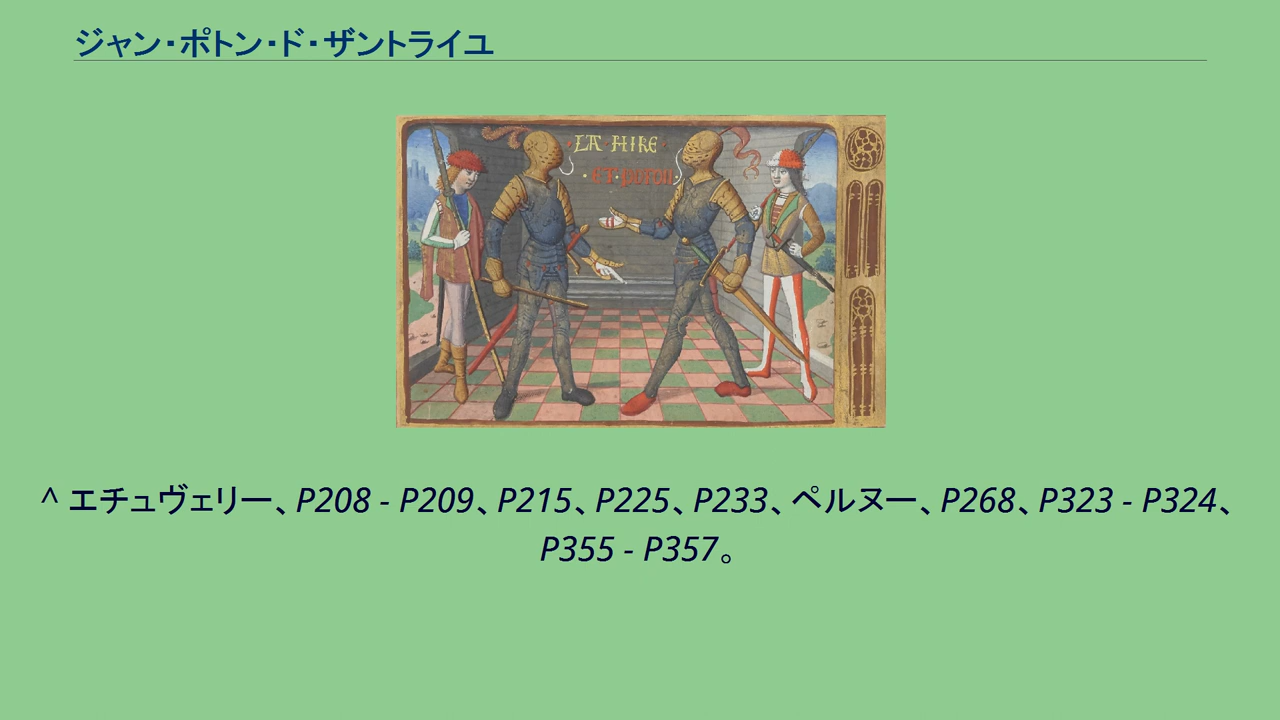 ジャン・ポトン・ド・ザントライユ
LA HIRE
ET POTON
^ エチュヴェリー、P208 - P209、P215、P225、P233、ペルヌー、P268、P323 - P324、
P355 - P357。